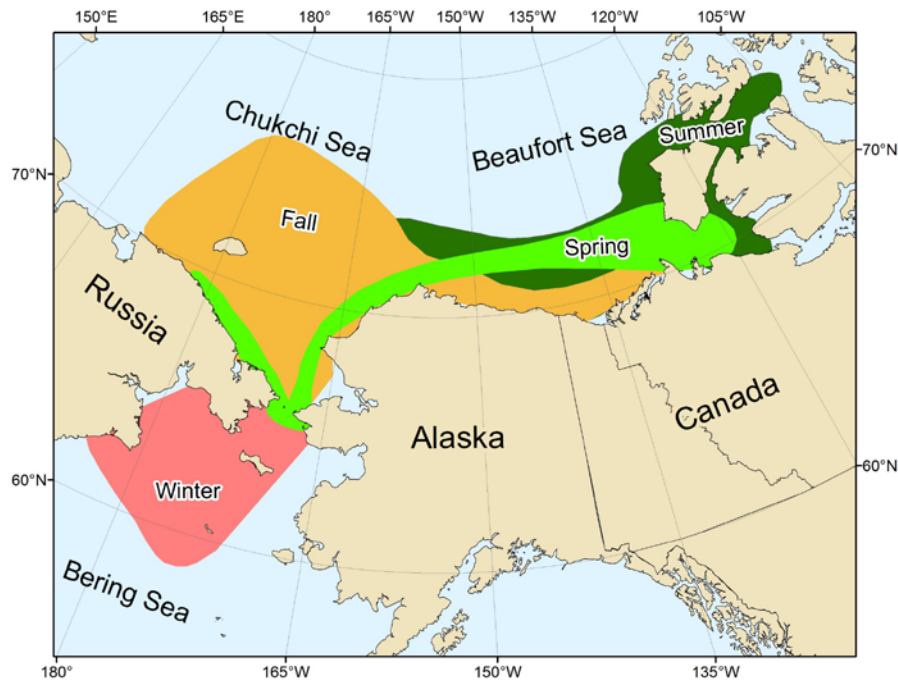 150°E 165°E 180° 165°W 150°W 135°W 120°W 105°W
Chukchi Sea
Beaufort Sea
Summer
70°N
70°N
Fall
Spring
Russia
Canada
Alaska
60°N
60°N
Winter
Bering Sea
180° 165°W 150°W 135°W